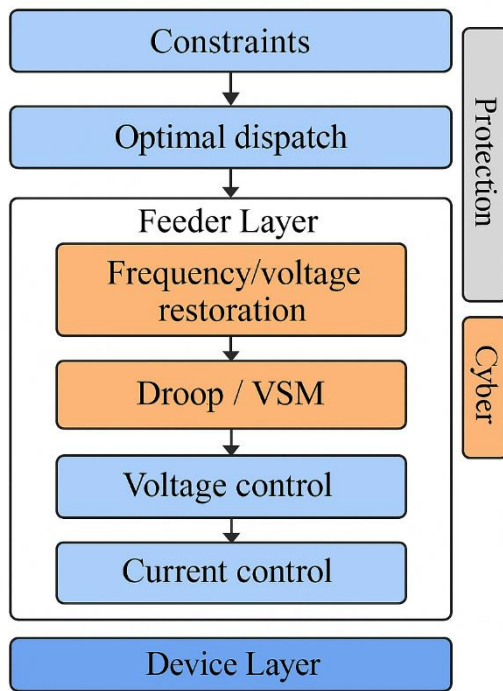 Constraints
Optimal dispatch
Feeder Layer
Frequency/voltage
restoration
Droop / VSM
Voltage control
Current control
Device Layer
Protection
Cyber